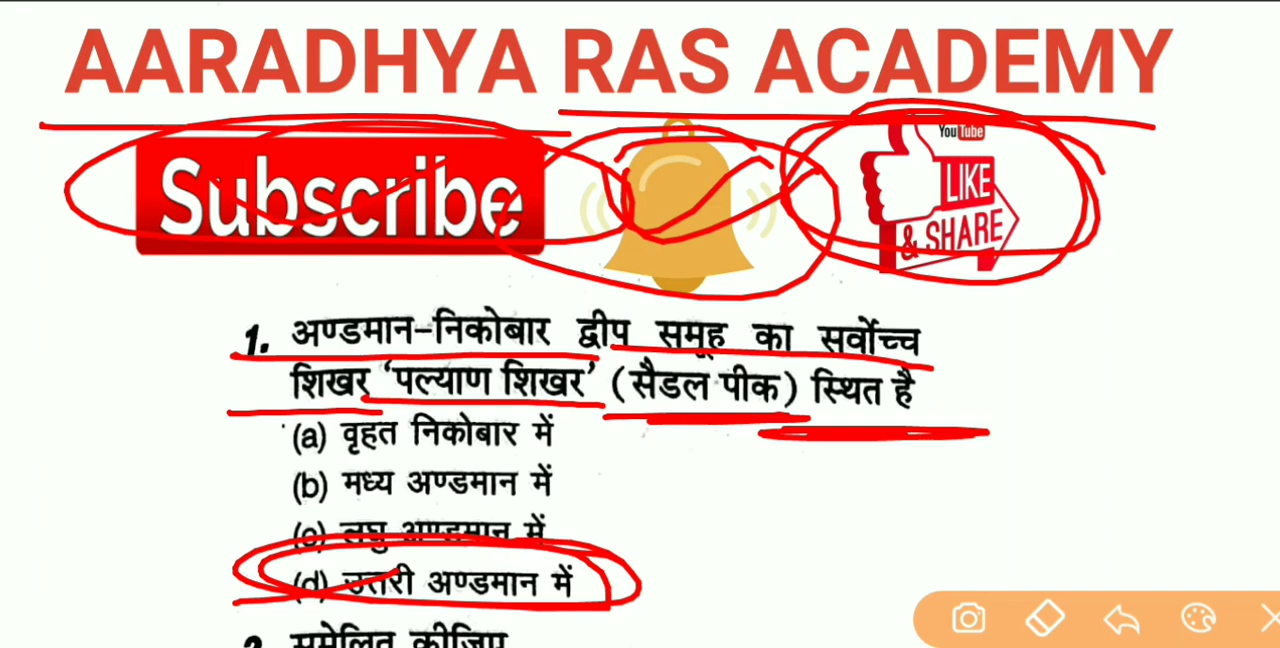 AARADHYA RAS ACADEMY
Subscribe
YouTube
LIKE
& SHARE
1. अण्डमान-निकोबार द्वीप समूह का सर्वोच्च
शिखर 'पल्याण शिखर' (सैडल पीक) स्थित है
(a) वृहत निकोबार में
(b) मध्य अण्डमान में
(c) लघु अण्डमान में
(d) उत्तरी अण्डमान में
2. सुमेलित कीजिए